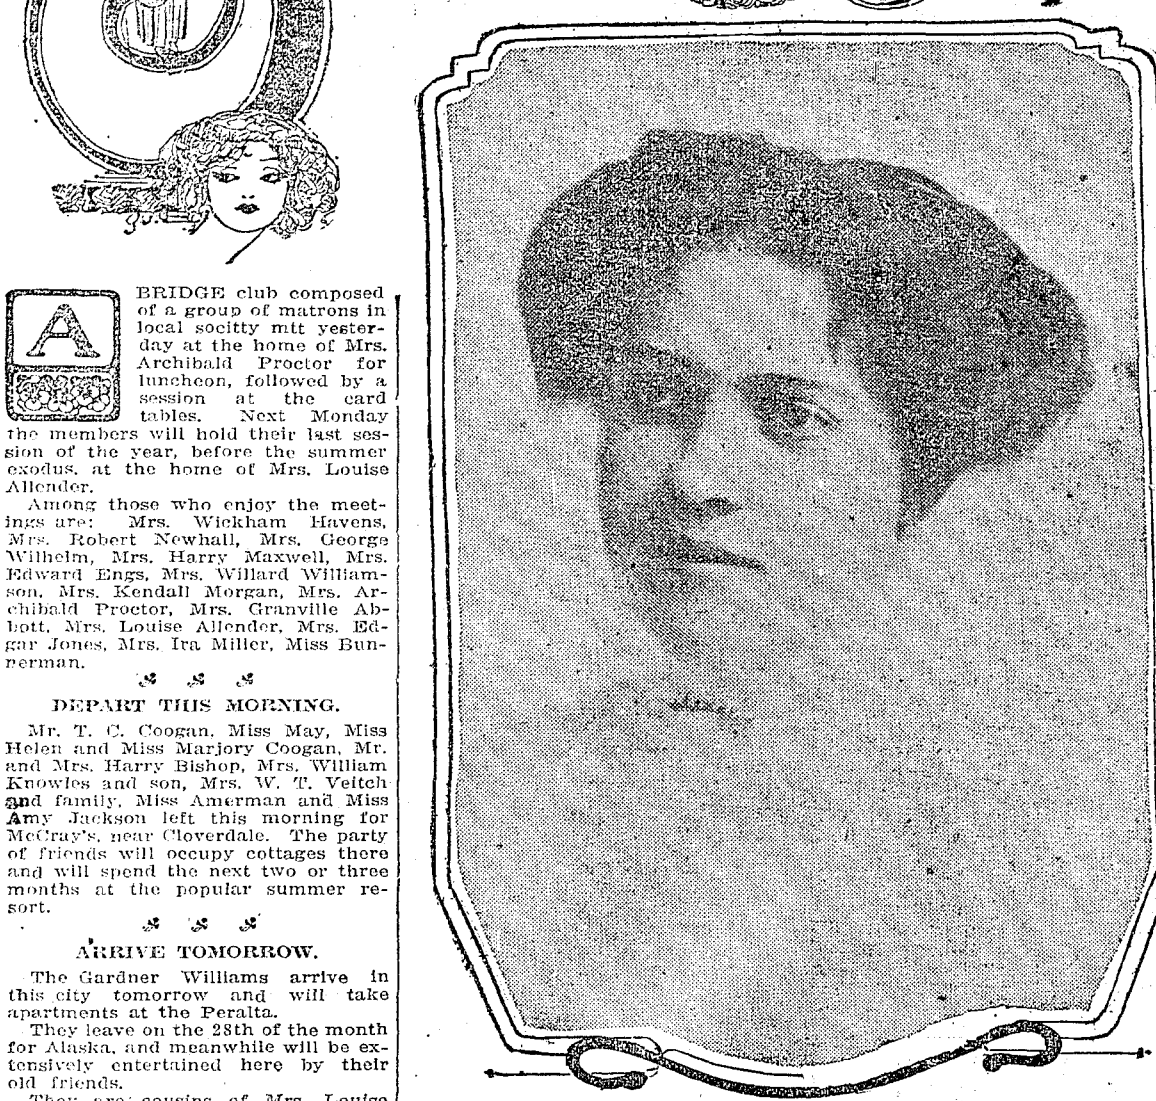 A BRIDGE club composed
of a group of matrons in
local socitty mtt yester-
day at the home of Mrs.
Archibald Proctor for
luncheon, followed by a
session at the card
tables. Next Monday
the members will hold their last ses-
sion of the year, before the summer
exodus, at the home of Mrs. Louise
Allender.
Among those who enjoy the meet-
ings are: Mrs. Wickham Havens,
Mrs. Robert Newhall, Mrs. George
Wilhelm, Mrs. Harry Maxwell, Mrs.
Edward Engs, Mrs. Willard William-
son, Mrs. Kendall Morgan, Mrs. Ar-
chibald Proctor, Mrs. Granville Ab-
bott, Mrs. Louise Allender, Mrs. Ed-
gar Jones, Mrs. Ira Miller, Miss Bun-
nerman.
DEPART THIS MORNING.
Mr. T. C. Coogan, Miss May, Miss
Helen and Miss Marjory Coogan, Mr.
and Mrs. Harry Bishop, Mrs. William
Knowles and son, Mrs. W. T. Veitch
and family, Miss Amerman and Miss
Amy Jackson left this morning for
McCray's, near Cloverdale. The party
of friends will occupy cottages there
and will spend the next two or three
months at the popular summer re-
sort.
ARRIVE TOMORROW.
The Gardner Williams arrive in
this city tomorrow and will take
apartments at the Peralta.
They leave on the 28th of the month
for Alaska, and meanwhile will be ex-
tensively entertained here by their
old friends.
They are cousins of Mrs. Louise